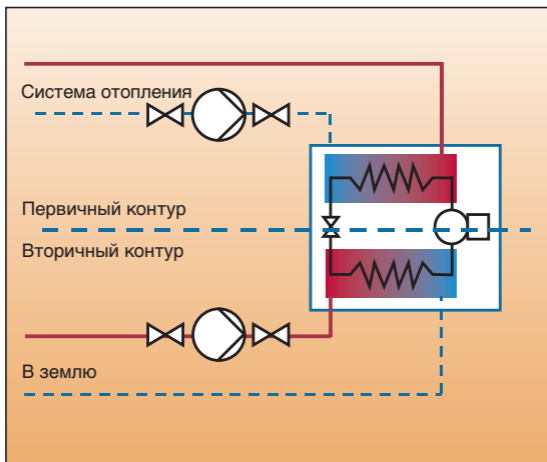 Система отопления
Первичный контур
Вторичный контур
В землю